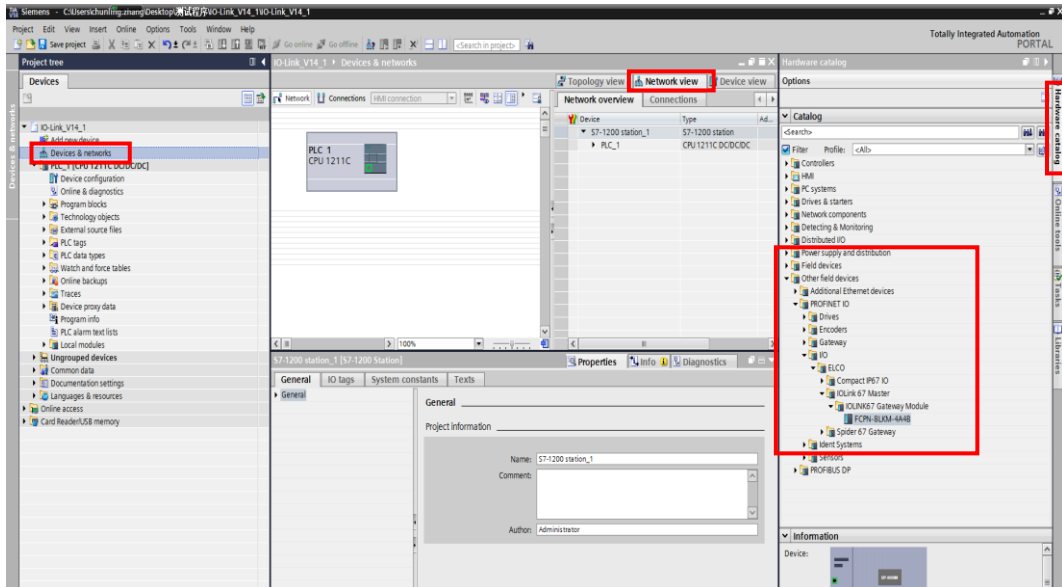 Siemens - C:\Users\chunling.zhang\Desktop\测试程序\IO-Link_V14_1\IO-Link_V14_1
Project Edit View Insert Online Options Tools Window Help
Save project Go online Go offline <Search in project>
Totally Integrated Automation
PORTAL
Project tree
Devices
IO-Link_V14_1
Add new device
Devices & networks
PLC_1 [CPU 1211C DC/DC/DC]
Device configuration
Online & diagnostics
Program blocks
Technology objects
External source files
PLC tags
PLC data types
Watch and force tables
Online backups
Traces
Device proxy data
Program info
PLC alarm text lists
Local modules
Ungrouped devices
Common data
Documentation settings
Languages & resources
Online access
Card Reader/USB memory
Devices & networks
IO-Link_V14_1 Devices & networks
Topology view Network view Device view
Network Connections HMI connection
PLC 1
CPU 1211C
100%
Network overview Connections
Device Type Ad...
S7-1200 station_1 S7-1200 station
PLC_1 CPU 1211C DC/DC/DC
S7-1200 station_1 [S7-1200 Station]
Properties Info Diagnostics
General IO tags System constants Texts
General
General
Project information
Name: S7-1200 station_1
Comment:
Author: Administrator
Hardware catalog
Options
Catalog
<Search>
Filter Profile: <All>
Controllers
HMI
PC systems
Drives & starters
Network components
Detecting & Monitoring
Distributed I/O
Power supply and distribution
Field devices
Other field devices
Additional Ethernet devices
PROFINET IO
Drives
Encoders
Gateway
I/O
ELCO
Compact IP67 IO
IOLink 67 Master
IOLINK67 Gateway Module
FCPN-8LKM-4A4B
Spider 67 Gateway
Ident Systems
Sensors
PROFIBUS DP
Information
Device:
Hardware catalog
Online tools
Tasks
Libraries